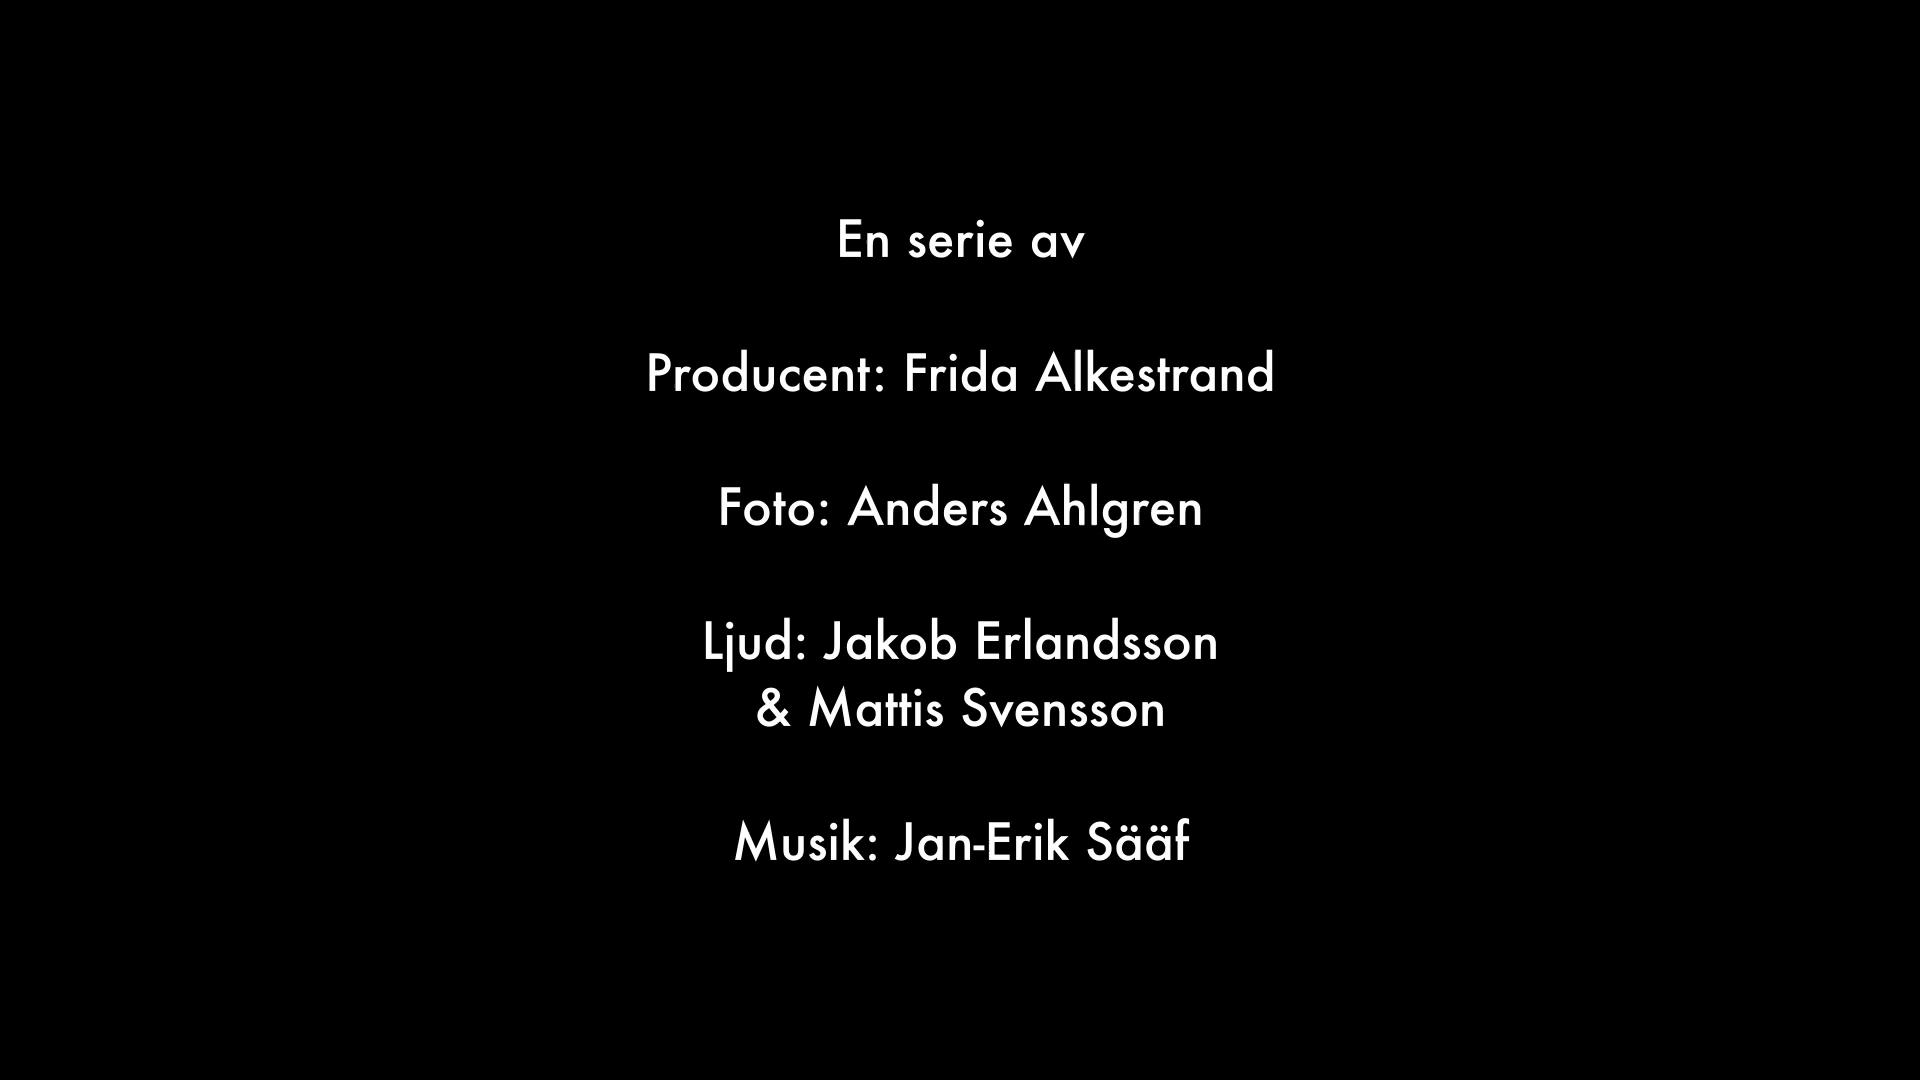 En serie av
Producent: Frida Alkestrand
Foto: Anders Ahlgren
Ljud: Jakob Erlandsson
& Mattis Svensson
Musik: Jan-Erik Sääf